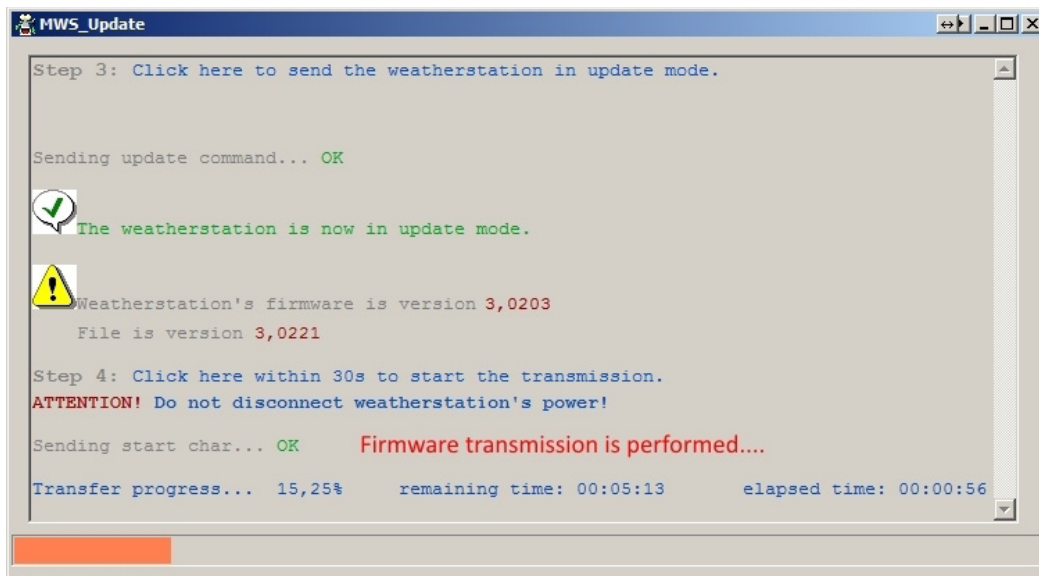 MWS_Update
Step 3: Click here to send the weatherstation in update mode.
Sending update command... OK
The weatherstation is now in update mode.
Weatherstation's firmware is version 3,0203
File is version 3,0221
Step 4: Click here within 30s to start the transmission.
ATTENTION! Do not disconnect weatherstation's power!
Sending start char... OK Firmware transmission is performed....
Transfer progress... 15,25% remaining time: 00:05:13 elapsed time: 00:00:56